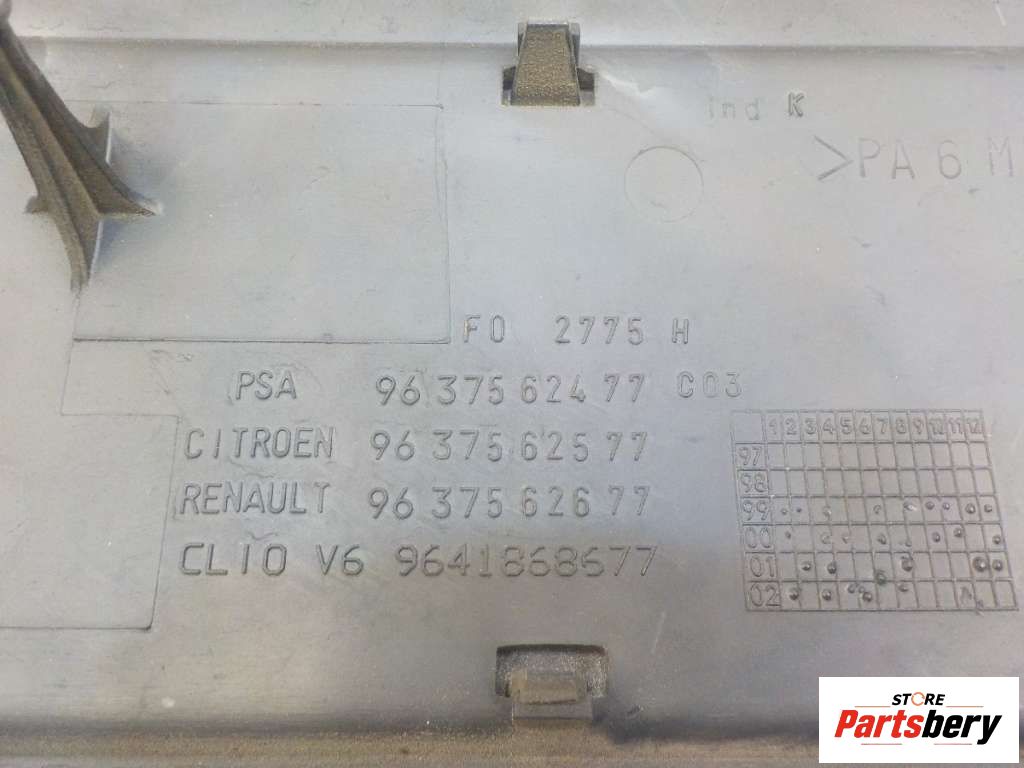 Ind K
>PA 6 M
FO 2775 H
PSA 96 375 624 77 C03
CITROEN 96 375 625 77
RENAULT 96 375 626 77
CLIO V6 9641868677
1 2 3 4 5 6 7 8 9 10 11 12
97
98
99
00
01
02
STORE
Partsbery